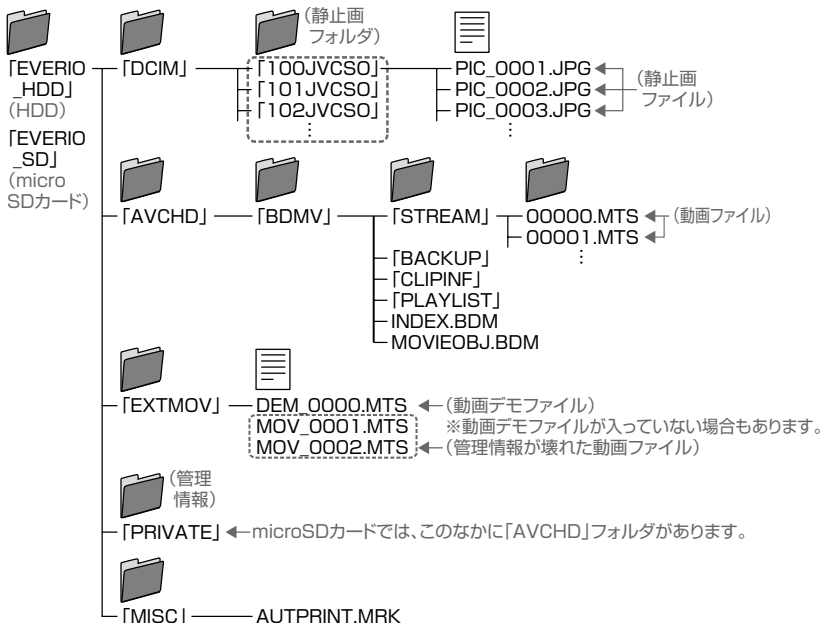 (静止画
フォルダ)
「EVERIO
_HDD」
(HDD)
「EVERIO
_SD」
(micro
SDカード)
「DCIM」
「100JVCSO」
「101JVCSO」
「102JVCSO」
⋮
PIC_0001.JPG
PIC_0002.JPG
PIC_0003.JPG
⋮
(静止画
ファイル)
「AVCHD」
「BDMV」
「STREAM」
00000.MTS
00001.MTS
⋮
(動画ファイル)
「BACKUP」
「CLIPINF」
「PLAYLIST」
INDEX.BDM
MOVIEOBJ.BDM
「EXTMOV」
DEM_0000.MTS
(動画デモファイル)
MOV_0001.MTS
※動画デモファイルが入っていない場合もあります。
MOV_0002.MTS
(管理情報が壊れた動画ファイル)
(管理
情報)
「PRIVATE」
microSDカードでは、このなかに「AVCHD」フォルダがあります。
「MISC」
AUTPRINT.MRK